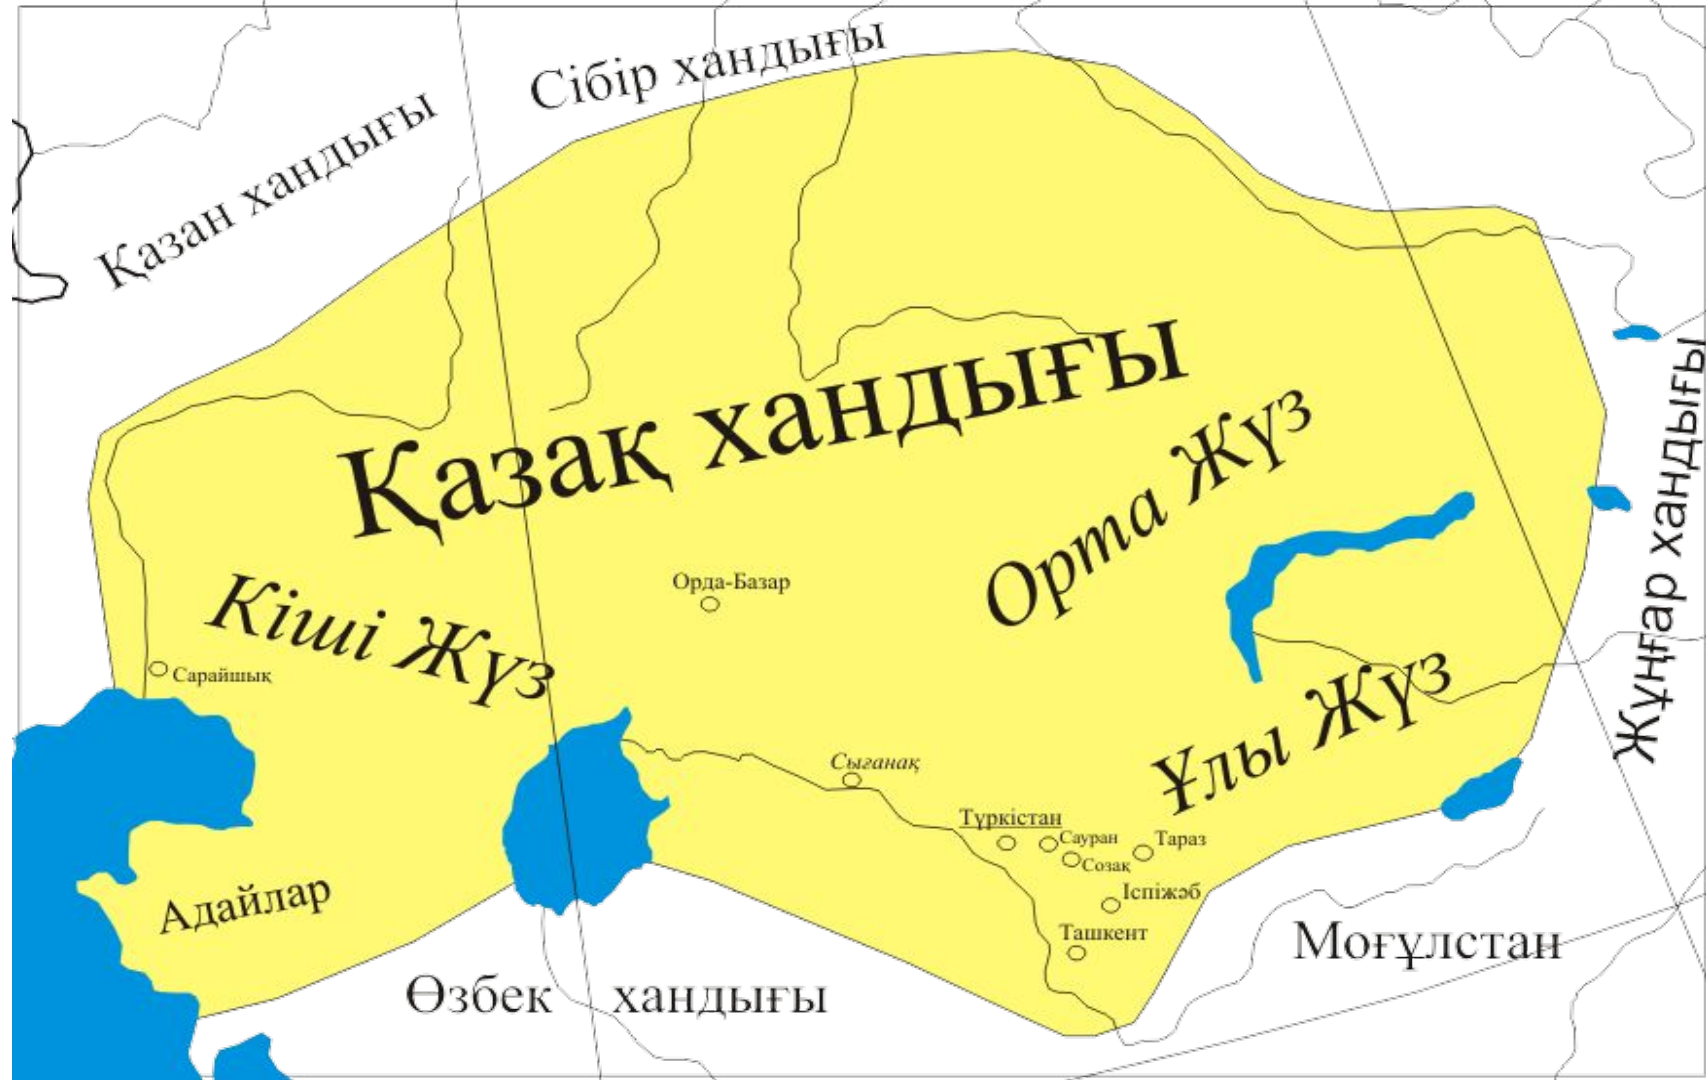 Сібір хандығы
Қазан хандығы
Қазақ хандығы
Жұңғар хандығы
Орта Жүз
Кіші Жүз
Орда-Базар
Сарайшық
Ұлы Жүз
Сығанақ
Түркістан
Сауран
Тараз
Созақ
Іспіжәб
Адайлар
Ташкент
Моғұлстан
Өзбек хандығы